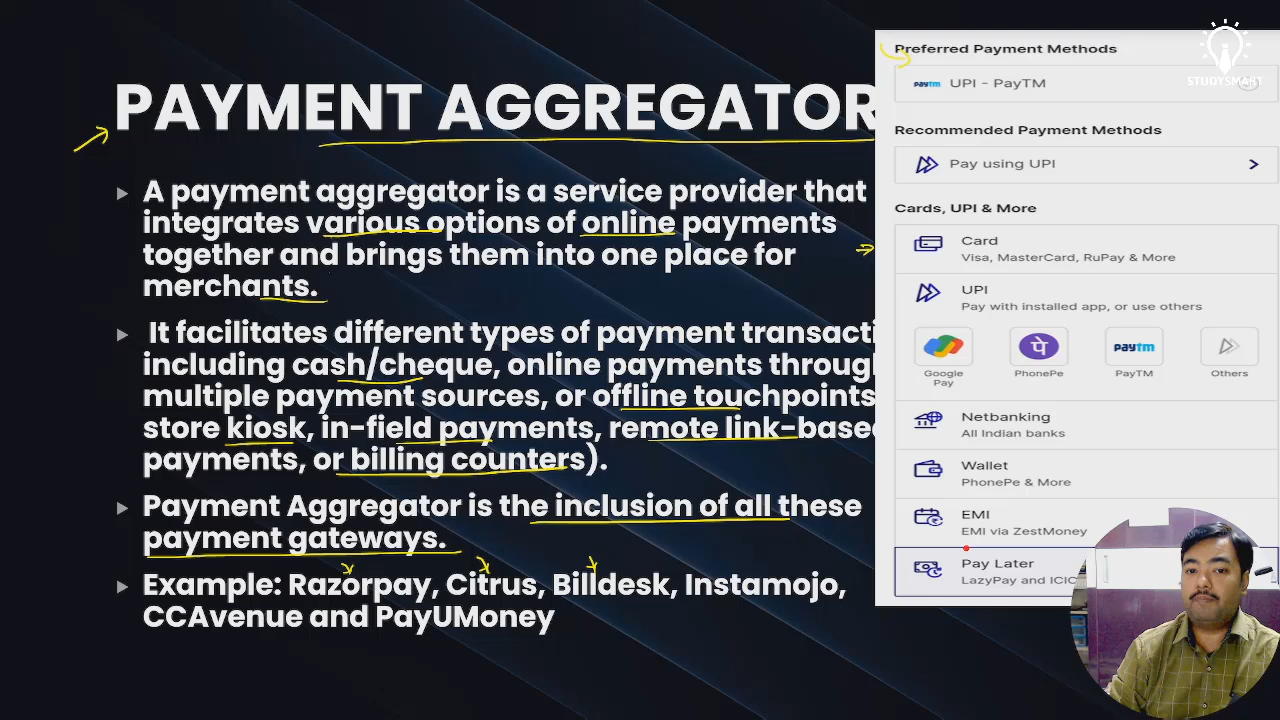 PAYMENT AGGREGATOR
A payment aggregator is a service provider that
integrates various options of online payments
together and brings them into one place for
merchants.
It facilitates different types of payment transacti
including cash/cheque, online payments through
multiple payment sources, or offline touchpoints
store kiosk, in-field payments, remote link-based
payments, or billing counters).
Payment Aggregator is the inclusion of all these
payment gateways.
Example: Razorpay, Citrus, Billdesk, Instamojo,
CCAvenue and PayUMoney
Preferred Payment Methods
paytm UPI - PayTM
Recommended Payment Methods
Pay using UPI
Cards, UPI & More
Card
Visa, MasterCard, RuPay & More
UPI
Pay with installed app, or use others
पे
paytm
Google
Pay
PhonePe
PayTM
Others
Netbanking
All Indian banks
Wallet
PhonePe & More
EMI
EMI via ZestMoney
Pay Later
LazyPay and ICIC
STUDYSMART